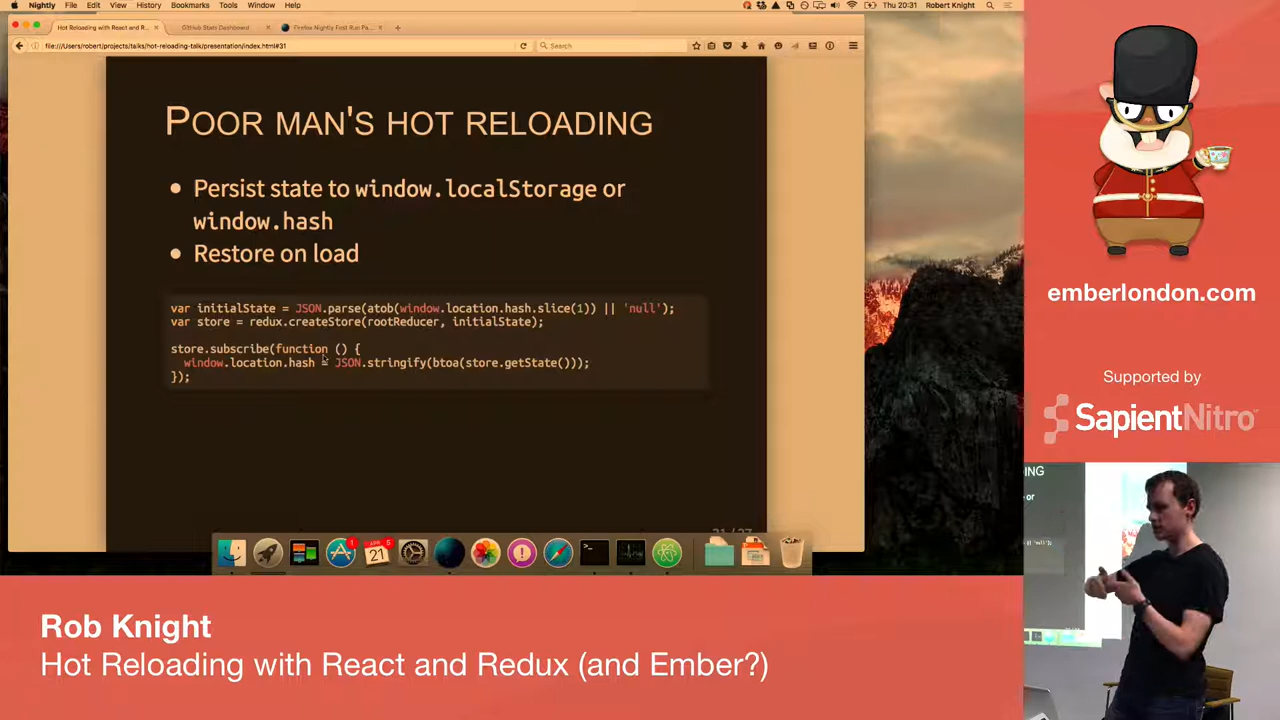 Nightly File Edit View History Bookmarks Tools Window Help
Thu 20:31 Robert Knight
Hot Reloading with React and R...
GitHub Stats Dashboard
Firefox Nightly First Run Pa...
file:///Users/robert/projects/talks/hot-reloading-talk/presentation/index.html#31
Search
POOR MAN'S HOT RELOADING
Persist state to window.localStorage or
window.hash
Restore on load
var initialState = JSON.parse(atob(window.location.hash.slice(1)) || 'null');
var store = redux.createStore(rootReducer, initialState);
store.subscribe(function () {
window.location.hash = JSON.stringify(btoa(store.getState()));
});
31/37
emberlondon.com
Supported by
SapientNitro
Rob Knight
Hot Reloading with React and Redux (and Ember?)